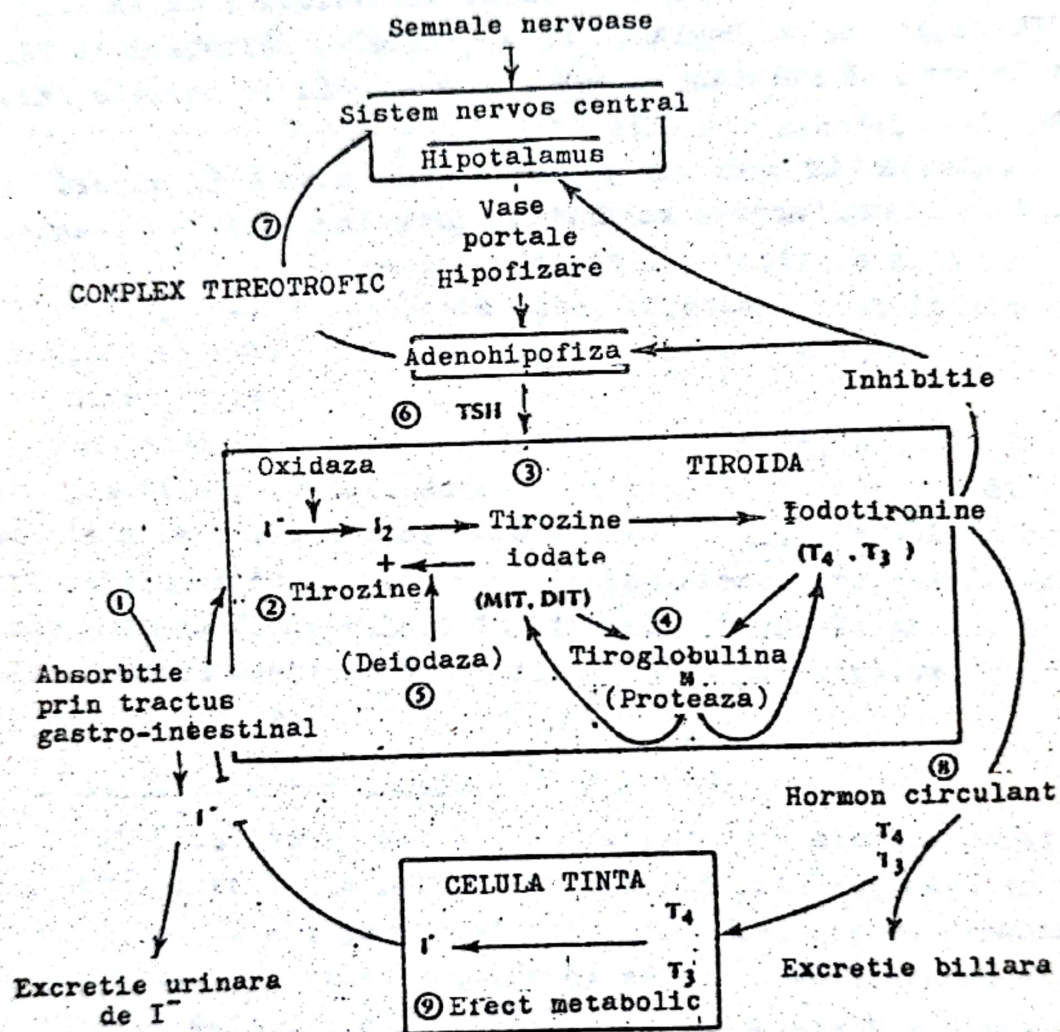 Semnale nervoase
Sistem nervos central
Hipotalamus
Vase
portale
Hipofizare
⑦
COMPLEX TIREOTROFIC
Adenohipofiza
Inhibitie
⑥ TSH
Oxidaza
③
TIROIDA
I⁻ → I₂ → Tirozine → Iodotironine
+ ← iodate
(T₄ . T₃)
①
② Tirozine
(MIT, DIT)
④
(Deiodaza)
Tiroglobulina
⑤
(Proteaza)
Absorbtie
prin tractus
gastro-intestinal
⑧
Hormon circulant
I⁻
T₄
T₃
CELULA TINTA
T₄
I⁻
T₃
⑨ Efect metabolic
Excretie biliara
Excretie urinara
de I⁻